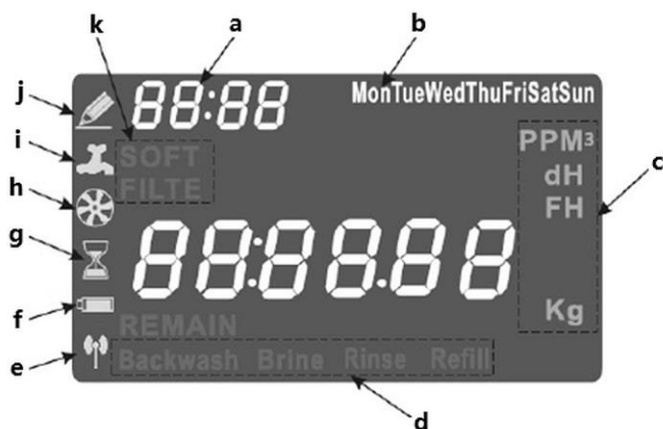 k
a
b
j
88:88
MonTueWedThuFriSatSun
i
SOFT
PPM3
h
FILTE
dH
c
FH
g
88:88.88
f
Kg
REMAIN
e
Backwash Brine Rinse Refill
d